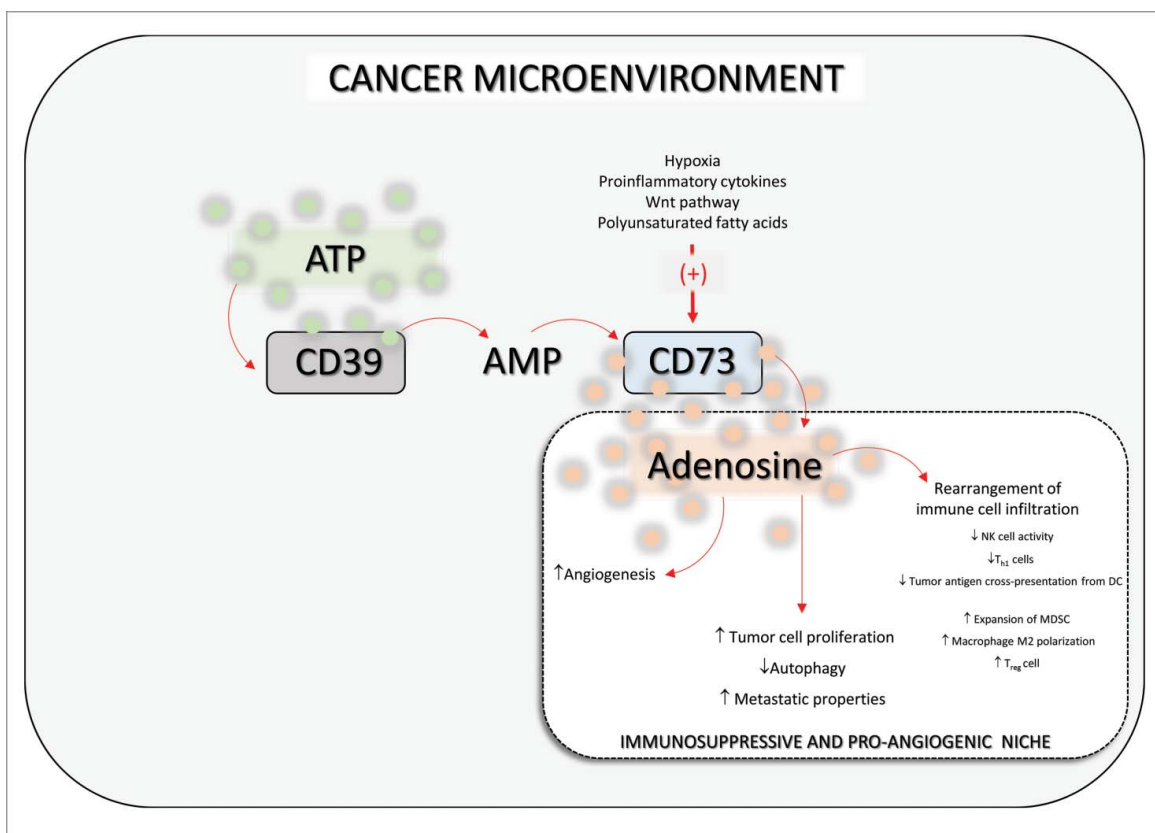 CANCER MICROENVIRONMENT
Hypoxia
Proinflammatory cytokines
Wnt pathway
Polyunsaturated fatty acids
(+)
ATP
CD39
AMP
CD73
Adenosine
Rearrangement of
immune cell infiltration
↓ NK cell activity
↓Th1 cells
↓ Tumor antigen cross-presentation from DC
↑ Expansion of MDSC
↑ Macrophage M2 polarization
↑ Treg cell
↑Angiogenesis
↑ Tumor cell proliferation
↓Autophagy
↑ Metastatic properties
IMMUNOSUPPRESSIVE AND PRO-ANGIOGENIC NICHE